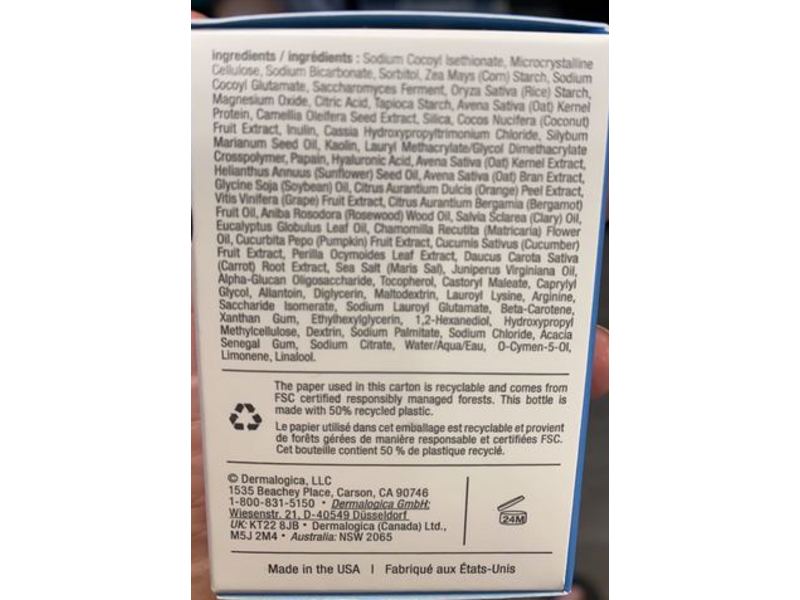 ingredients / ingrédients : Sodium Cocoyl Isethionate, Microcrystalline
Cellulose, Sodium Bicarbonate, Sorbitol, Zea Mays (Corn) Starch, Sodium
Cocoyl Glutamate, Saccharomyces Ferment, Oryza Sativa (Rice) Starch,
Magnesium Oxide, Citric Acid, Tapioca Starch, Avena Sativa (Oat) Kernel
Protein, Camellia Oleifera Seed Extract, Silica, Cocos Nucifera (Coconut)
Fruit Extract, Inulin, Cassia Hydroxypropyltrimonium Chloride, Silybum
Marianum Seed Oil, Kaolin, Lauryl Methacrylate/Glycol Dimethacrylate
Crosspolymer, Papain, Hyaluronic Acid, Avena Sativa (Oat) Kernel Extract,
Helianthus Annuus (Sunflower) Seed Oil, Avena Sativa (Oat) Bran Extract,
Glycine Soja (Soybean) Oil, Citrus Aurantium Dulcis (Orange) Peel Extract,
Vitis Vinifera (Grape) Fruit Extract, Citrus Aurantium Bergamia (Bergamot)
Fruit Oil, Aniba Rosodora (Rosewood) Wood Oil, Salvia Sclarea (Clary) Oil,
Eucalyptus Globulus Leaf Oil, Chamomilla Recutita (Matricaria) Flower
Oil, Cucurbita Pepo (Pumpkin) Fruit Extract, Cucumis Sativus (Cucumber)
Fruit Extract, Perilla Ocymoides Leaf Extract, Daucus Carota Sativa
(Carrot) Root Extract, Sea Salt (Maris Sal), Juniperus Virginiana Oil,
Alpha-Glucan Oligosaccharide, Tocopherol, Castoryl Maleate, Caprylyl
Glycol, Allantoin, Diglycerin, Maltodextrin, Lauroyl Lysine, Arginine,
Saccharide Isomerate, Sodium Lauroyl Glutamate, Beta-Carotene,
Xanthan Gum, Ethylhexylglycerin, 1,2-Hexanediol, Hydroxypropyl
Methylcellulose, Dextrin, Sodium Palmitate, Sodium Chloride, Acacia
Senegal Gum, Sodium Citrate, Water/Aqua/Eau, O-Cymen-5-Ol,
Limonene, Linalool.
The paper used in this carton is recyclable and comes from
FSC certified responsibly managed forests. This bottle is
made with 50% recycled plastic.
Le papier utilisé dans cet emballage est recyclable et provient
de forêts gérées de manière responsable et certifiées FSC.
Cet bouteille contient 50 % de plastique recyclé.
© Dermalogica, LLC
1535 Beachey Place, Carson, CA 90746
1-800-831-5150 • Dermalogica GmbH:
Wiesenstr. 21, D-40549 Düsseldorf
UK: KT22 8JB • Dermalogica (Canada) Ltd.,
M5J 2M4 • Australia: NSW 2065
24M
Made in the USA | Fabriqué aux États-Unis